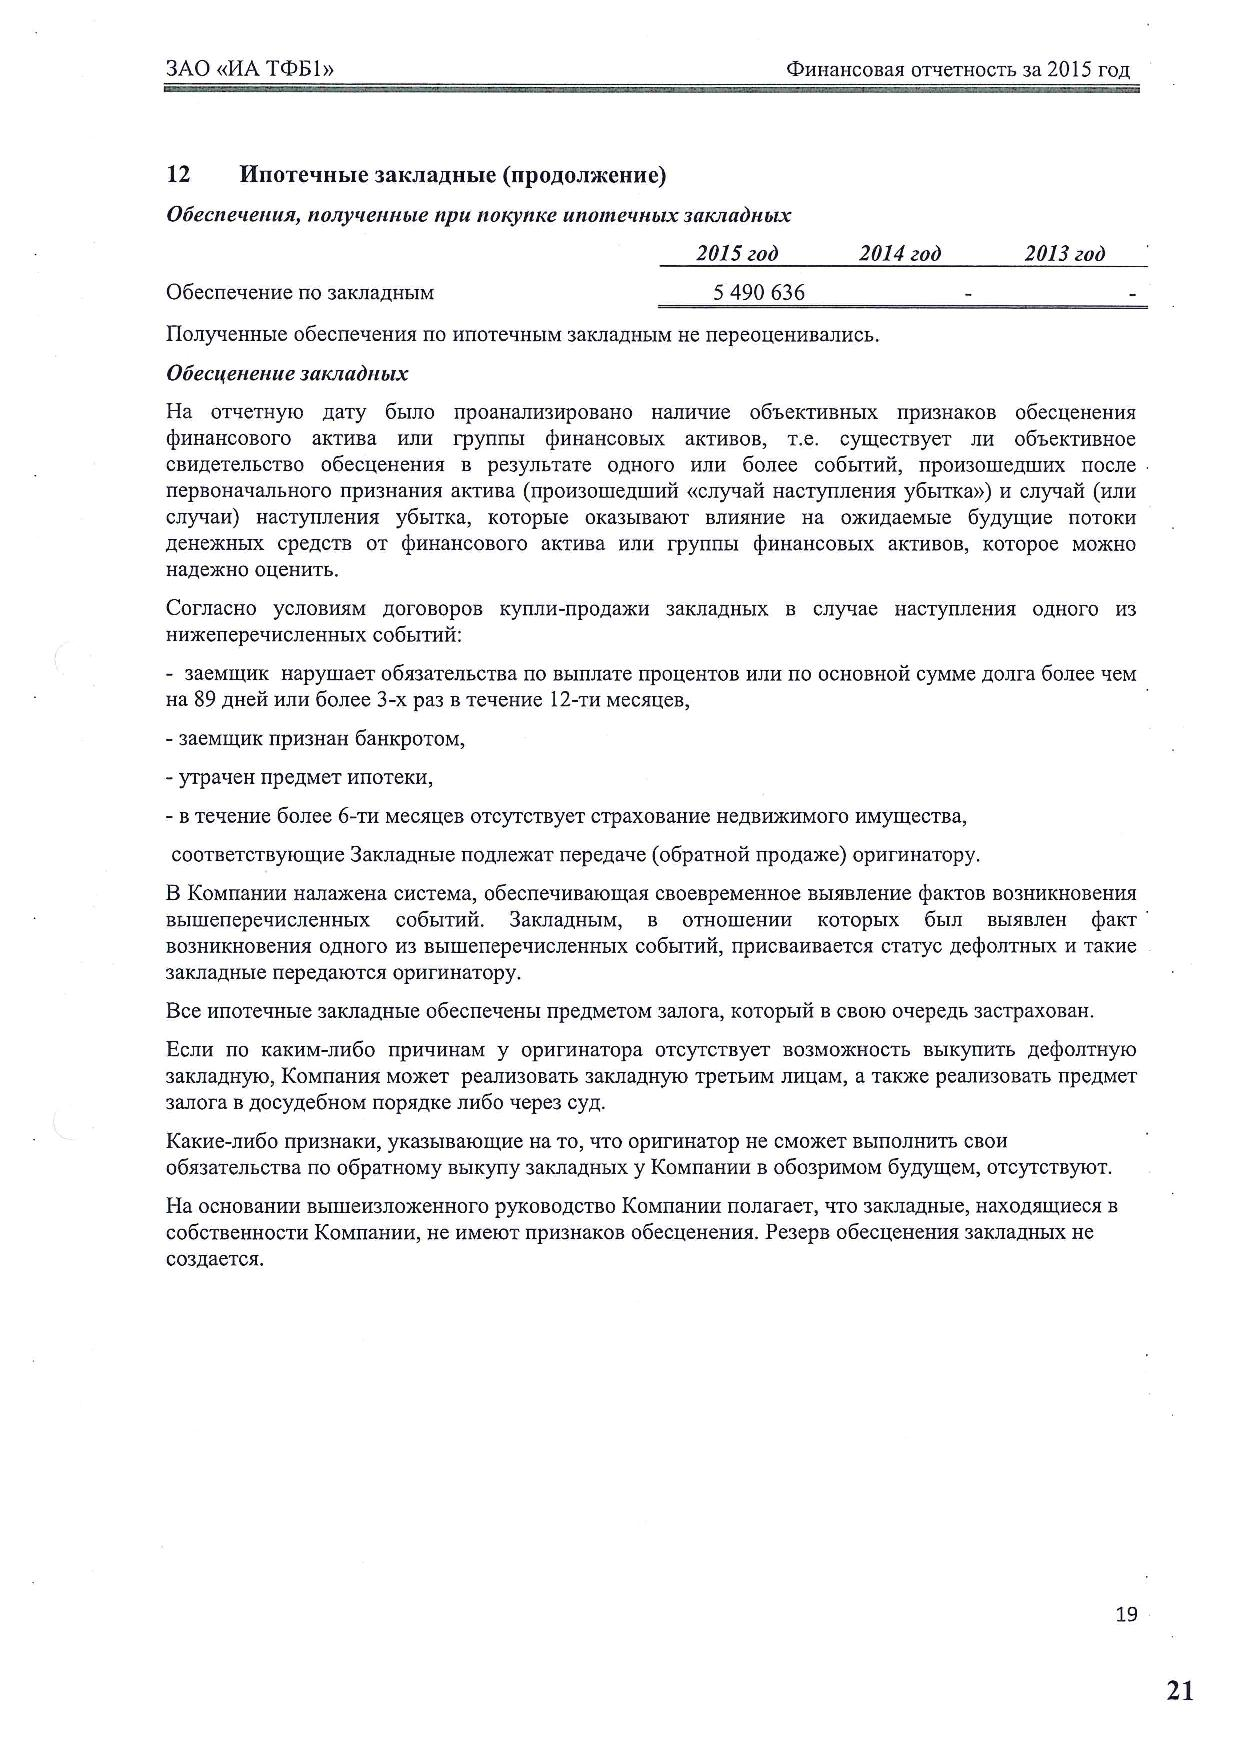 ЗАО «ИА ТФБ1» Финансовая отчетность за 2015 год
12 Ипотечные закладные (продолжение)
Обеспечения, полученные при покупке ипотечных закладных
2015 год 2014 год 2013 год
Обеспечение по закладным 5 490 636 - -
Полученные обеспечения по ипотечным закладным не переоценивались.
Обесценение закладных
На отчетную дату было проанализировано наличие объективных признаков обесценения
финансового актива или группы финансовых активов, т.е. существует ли объективное
свидетельство обесценения в результате одного или более событий, произошедших после
первоначального признания актива (произошедший «случай наступления убытка») и случай (или
случаи) наступления убытка, которые оказывают влияние на ожидаемые будущие потоки
денежных средств от финансового актива или группы финансовых активов, которое можно
надежно оценить.
Согласно условиям договоров купли-продажи закладных в случае наступления одного из
нижеперечисленных событий:
- заемщик нарушает обязательства по выплате процентов или по основной сумме долга более чем
на 89 дней или более 3-х раз в течение 12-ти месяцев,
- заемщик признан банкротом,
- утрачен предмет ипотеки,
- в течение более 6-ти месяцев отсутствует страхование недвижимого имущества,
соответствующие Закладные подлежат передаче (обратной продаже) оригинатору.
В Компании налажена система, обеспечивающая своевременное выявление фактов возникновения
вышеперечисленных событий. Закладным, в отношении которых был выявлен факт
возникновения одного из вышеперечисленных событий, присваивается статус дефолтных и такие
закладные передаются оригинатору.
Все ипотечные закладные обеспечены предметом залога, который в свою очередь застрахован.
Если по каким-либо причинам у оригинатора отсутствует возможность выкупить дефолтную
закладную, Компания может реализовать закладную третьим лицам, а также реализовать предмет
залога в досудебном порядке либо через суд.
Какие-либо признаки, указывающие на то, что оригинатор не сможет выполнить свои
обязательства по обратному выкупу закладных у Компании в обозримом будущем, отсутствуют.
На основании вышеизложенного руководство Компании полагает, что закладные, находящиеся в
собственности Компании, не имеют признаков обесценения. Резерв обесценения закладных не
создается.
19
21